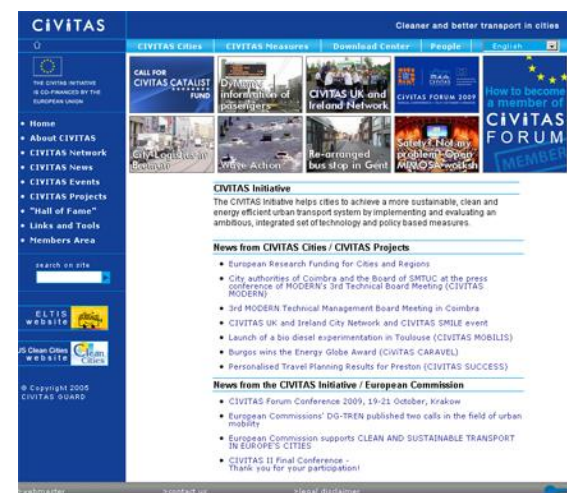 CiViTAS
Cleaner and better transport in cities
CIVITAS Cities
CIVITAS Measures
Download Center
People
English
THE CIVITAS INITIATIVE
IS CO-FINANCED BY THE
EUROPEAN UNION
Home
About CIVITAS
CIVITAS Network
CIVITAS News
CIVITAS Events
CIVITAS Projects
"Hall of Fame"
Links and Tools
Members Area
search on site
ELTIS
website
US Clean Cities
website
Clean
Cities
© Copyright 2005
CIVITAS GUARD
CALL FOR
CIVITAS CATALIST
FUND
Dynamic
information of
pasengers
CIVITAS UK and
Ireland Network
CIVITAS FORUM 2009
City Logistics in
Bremen
Wave Action
Re-arranged
bus stop in Gent
Safety? Not my
problem! Open
MIMOSA worksh
How to become
a member of
CiViTAS
FORUM
MEMBER
CIVITAS Initiative
The CIVITAS Initiative helps cities to achieve a more sustainable, clean and
energy efficient urban transport system by implementing and evaluating an
ambitious, integrated set of technology and policy based measures.
News from CIVITAS Cities / CIVITAS Projects
European Research Funding for Cities and Regions
City authorities of Coimbra and the Board of SMTUC at the press
conference of MODERN's 3rd Technical Board Meeting (CIVITAS
MODERN)
3rd MODERN Technical Management Board Meeting in Coimbra
CIVITAS UK and Ireland City Network and CIVITAS SMILE event
Launch of a bio diesel experimentation in Toulouse (CIVITAS MOBILIS)
Burgos wins the Energy Globe Award (CiViTAS CARAVEL)
Personalised Travel Planning Results for Preston (CIVITAS SUCCESS)
News from the CIVITAS Initiative / European Commission
CIVITAS Forum Conference 2009, 19-21 October, Krakow
European Commissions' DG-TREN published two calls in the field of urban
mobility
European Commission supports CLEAN AND SUSTAINABLE TRANSPORT
IN EUROPE'S CITIES
CIVITAS II Final Conference -
Thank you for your participation!
>webmaster
>contact us
>legal disclaimer